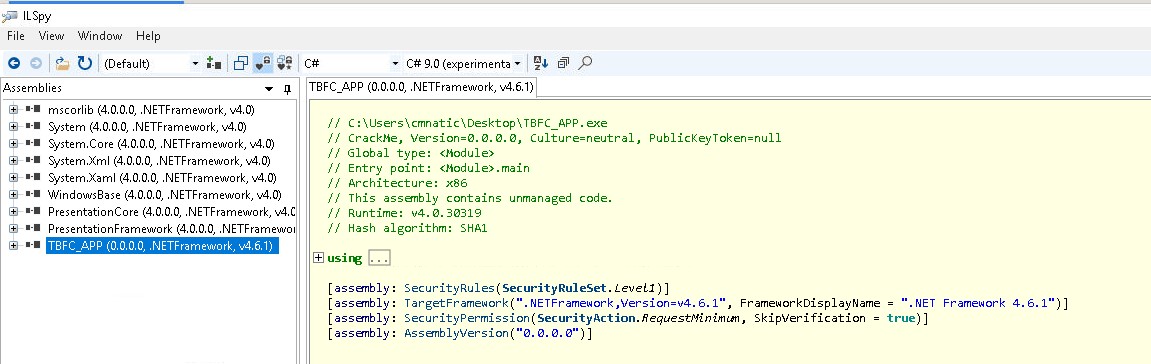 ILSpy
File View Window Help
(Default) C# C# 9.0 (experimenta
Assemblies
mscorlib (4.0.0.0, .NETFramework, v4.0)
System (4.0.0.0, .NETFramework, v4.0)
System.Core (4.0.0.0, .NETFramework, v4.0)
System.Xml (4.0.0.0, .NETFramework, v4.0)
System.Xaml (4.0.0.0, .NETFramework, v4.0)
WindowsBase (4.0.0.0, .NETFramework, v4.0)
PresentationCore (4.0.0.0, .NETFramework, v4.0
PresentationFramework (4.0.0.0, .NETFramewor
TBFC_APP (0.0.0.0, .NETFramework, v4.6.1)
TBFC_APP (0.0.0.0, .NETFramework, v4.6.1)
// C:\Users\cmnatic\Desktop\TBFC_APP.exe
// CrackMe, Version=0.0.0.0, Culture=neutral, PublicKeyToken=null
// Global type: <Module>
// Entry point: <Module>.main
// Architecture: x86
// This assembly contains unmanaged code.
// Runtime: v4.0.30319
// Hash algorithm: SHA1
using ...
[assembly: SecurityRules(SecurityRuleSet.Level1)]
[assembly: TargetFramework(".NETFramework,Version=v4.6.1", FrameworkDisplayName = ".NET Framework 4.6.1")]
[assembly: SecurityPermission(SecurityAction.RequestMinimum, SkipVerification = true)]
[assembly: AssemblyVersion("0.0.0.0")]